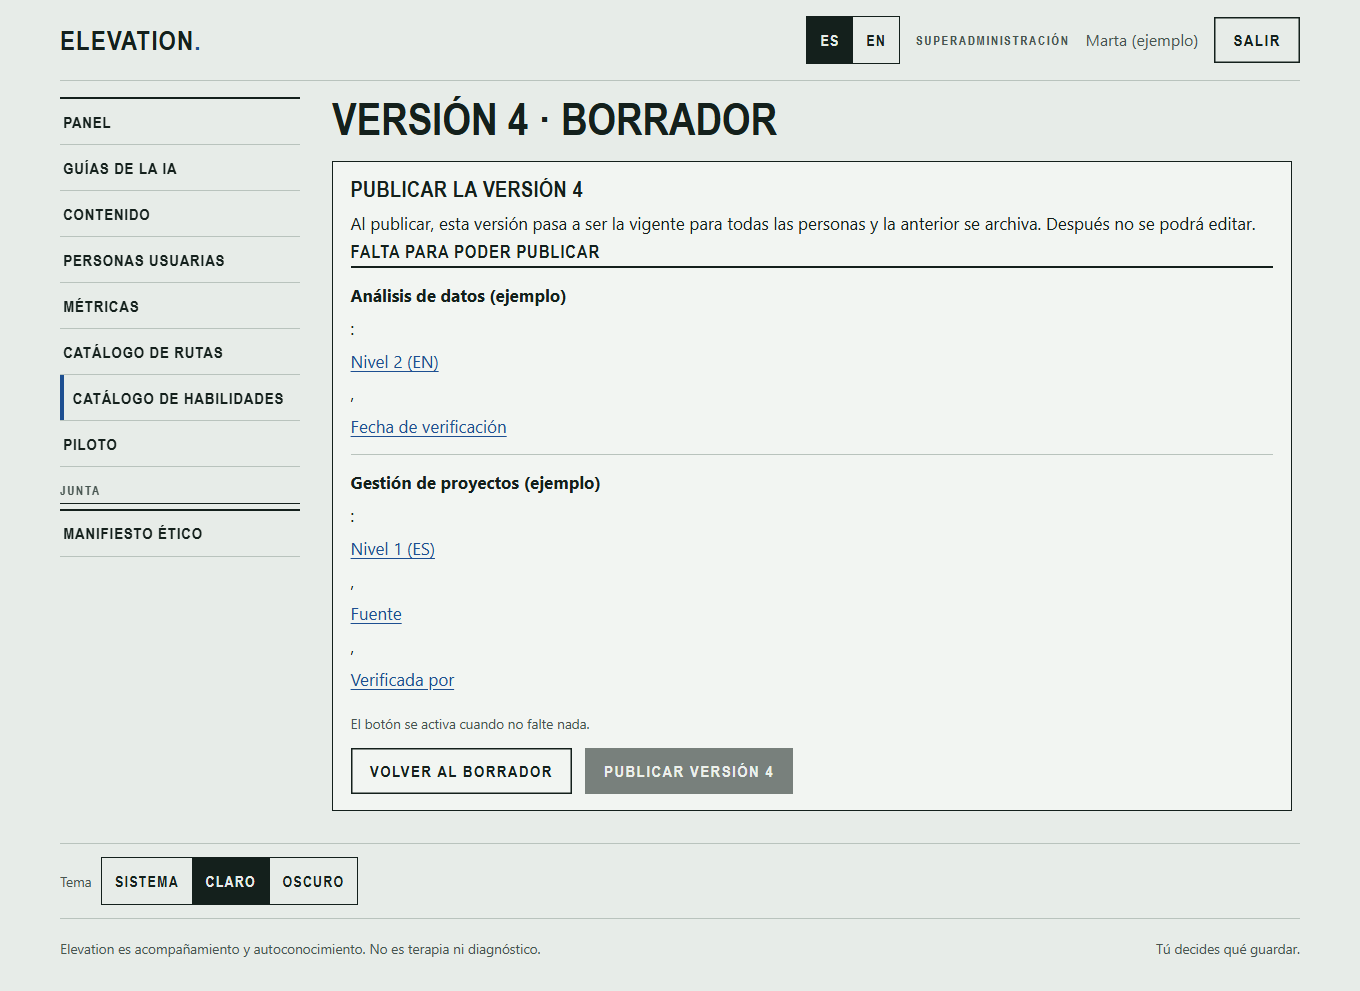 ELEVATION.
ES EN SUPERADMINISTRACIÓN Marta (ejemplo) SALIR
PANEL
GUÍAS DE LA IA
CONTENIDO
PERSONAS USUARIAS
MÉTRICAS
CATÁLOGO DE RUTAS
CATÁLOGO DE HABILIDADES
PILOTO
JUNTA
MANIFIESTO ÉTICO
VERSIÓN 4 · BORRADOR
PUBLICAR LA VERSIÓN 4
Al publicar, esta versión pasa a ser la vigente para todas las personas y la anterior se archiva. Después no se podrá editar.
FALTA PARA PODER PUBLICAR
Análisis de datos (ejemplo)
:
Nivel 2 (EN)
,
Fecha de verificación
Gestión de proyectos (ejemplo)
:
Nivel 1 (ES)
,
Fuente
,
Verificada por
El botón se activa cuando no falte nada.
VOLVER AL BORRADOR PUBLICAR VERSIÓN 4
Tema SISTEMA CLARO OSCURO
Elevation es acompañamiento y autoconocimiento. No es terapia ni diagnóstico.
Tú decides qué guardar.